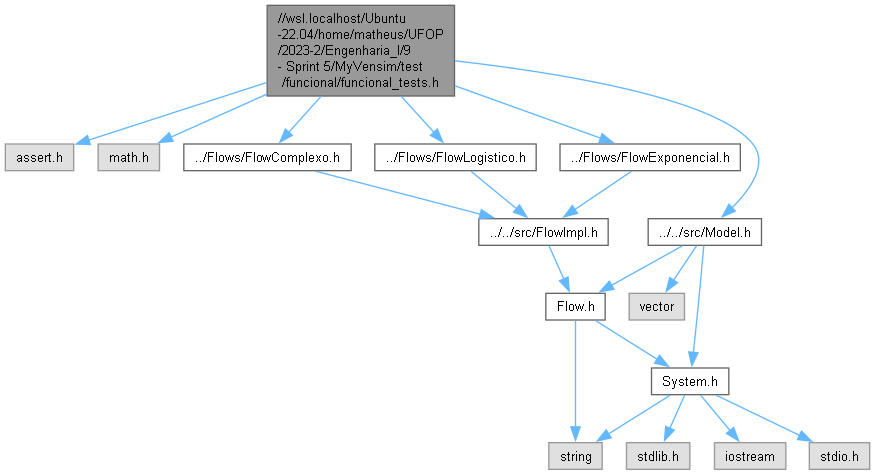 //wsl.localhost/Ubuntu
-22.04/home/matheus/UFOP
/2023-2/Engenharia_I/9
- Sprint 5/MyVensim/test
/funcional/funcional_tests.h
assert.h
math.h
../Flows/FlowComplexo.h
../Flows/FlowLogistico.h
../Flows/FlowExponencial.h
../../src/FlowImpl.h
../../src/Model.h
Flow.h
vector
System.h
string
stdlib.h
iostream
stdio.h